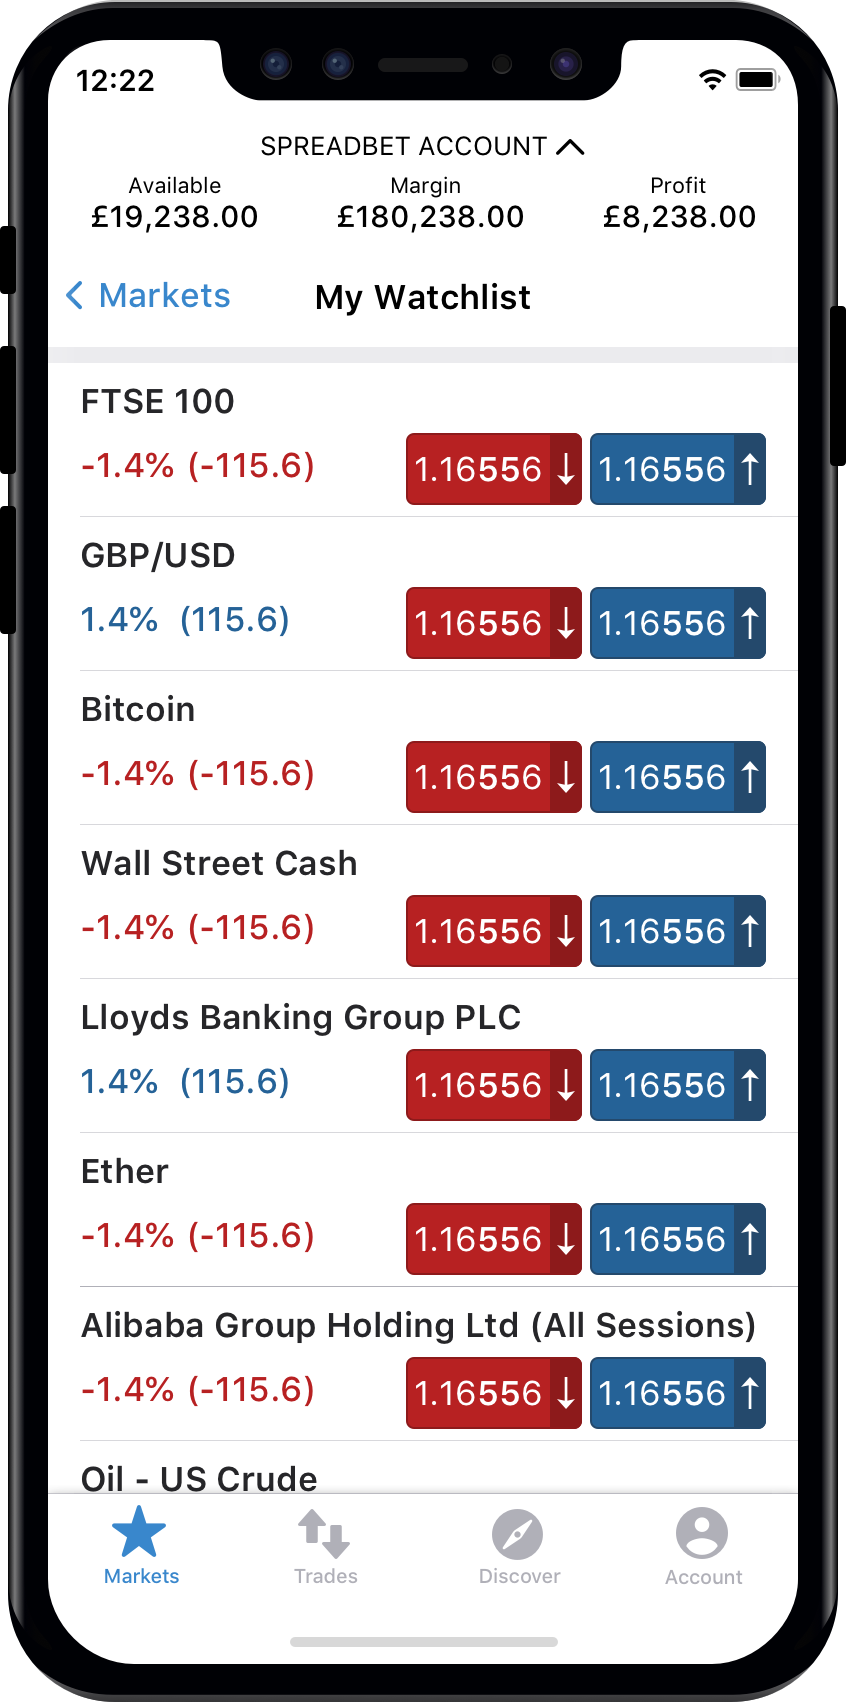 12:22
SPREADBET ACCOUNT
Available Margin Profit
£19,238.00 £180,238.00 £8,238.00
Markets My Watchlist
FTSE 100
-1.4% (-115.6) 1.16556 1.16556
GBP/USD
1.4% (115.6) 1.16556 1.16556
Bitcoin
-1.4% (-115.6) 1.16556 1.16556
Wall Street Cash
-1.4% (-115.6) 1.16556 1.16556
Lloyds Banking Group PLC
1.4% (115.6) 1.16556 1.16556
Ether
-1.4% (-115.6) 1.16556 1.16556
Alibaba Group Holding Ltd (All Sessions)
-1.4% (-115.6) 1.16556 1.16556
Oil - US Crude
Markets Trades Discover Account